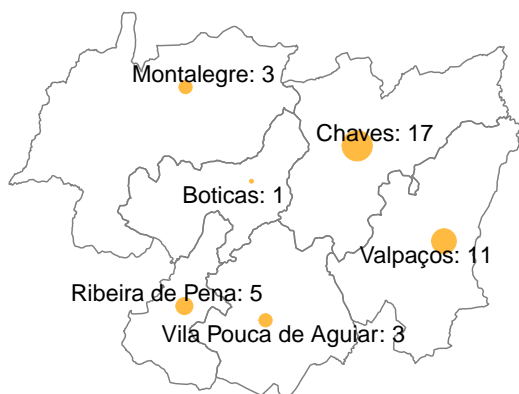 Montalegre: 3
Chaves: 17
Boticas: 1
Valpaços: 11
Ribeira de Pena: 5
Vila Pouca de Aguiar: 3